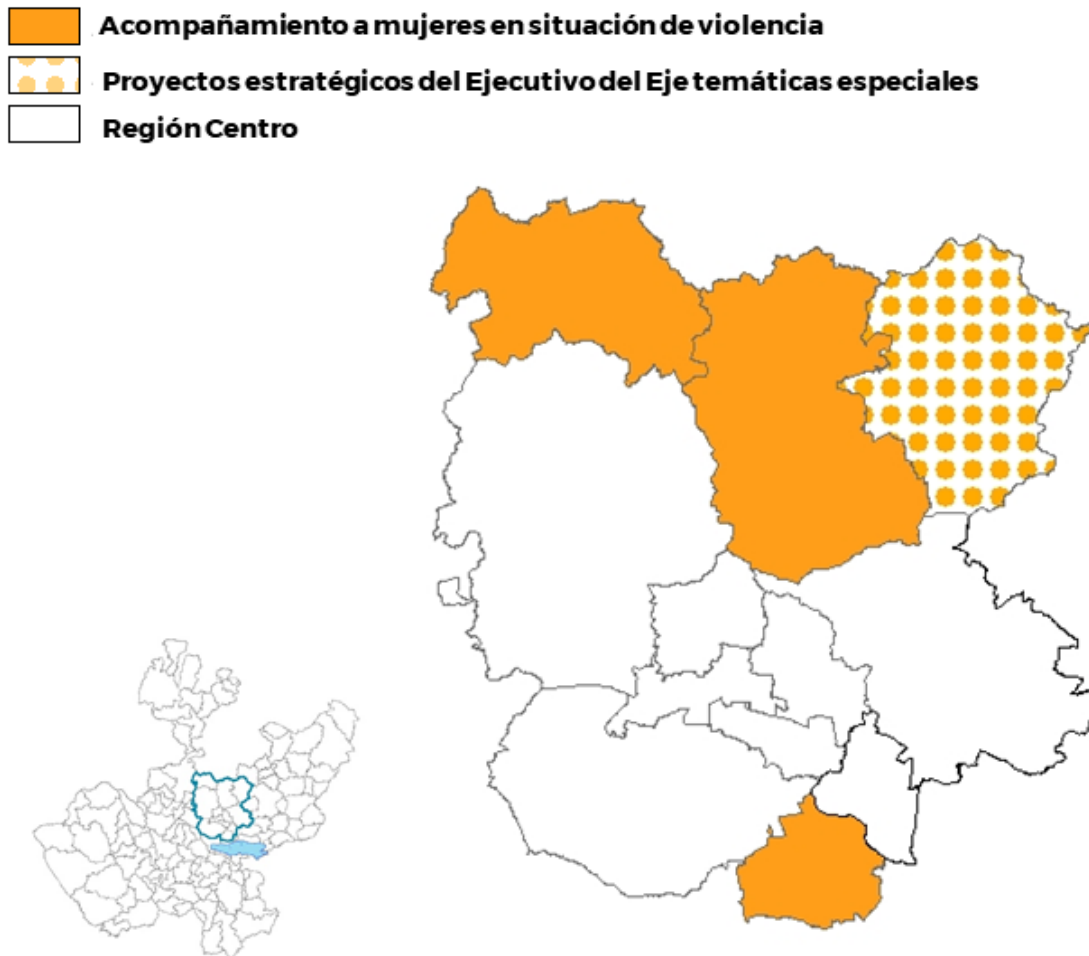 Acompañamiento a mujeres en situación de violencia
Proyectos estratégicos del Ejecutivo del Eje temáticas especiales
Región Centro